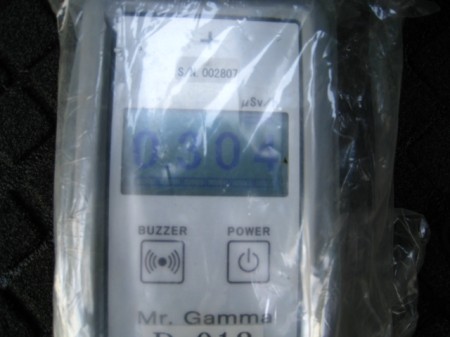 S/N 002807
μSv/h
0.304
BUZZER POWER
Mr. Gamma